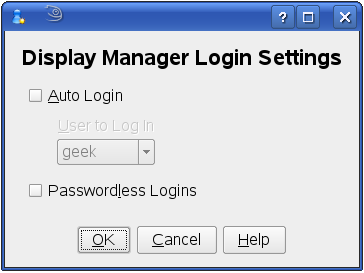 Display Manager Login Settings
Auto Login
User to Log In
geek
Passwordless Logins
OK Cancel Help